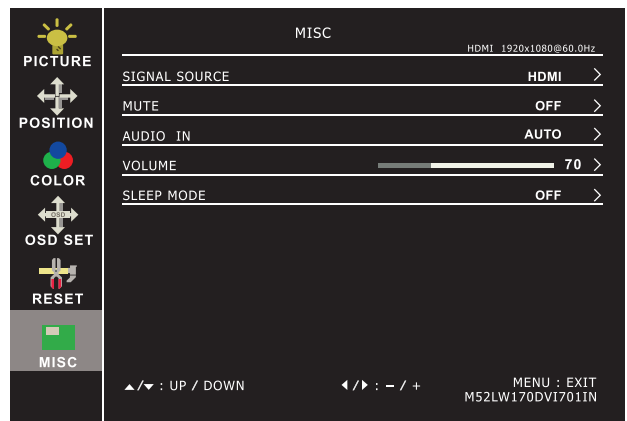 MISC
HDMI 1920x1080@60.0Hz
PICTURE
POSITION
COLOR
OSD
OSD SET
RESET
MISC
SIGNAL SOURCE HDMI >
MUTE OFF >
AUDIO IN AUTO >
VOLUME 70 >
SLEEP MODE OFF >
▲/▼ : UP / DOWN ◀/▶ : − / + MENU : EXIT
M52LW170DVI701IN